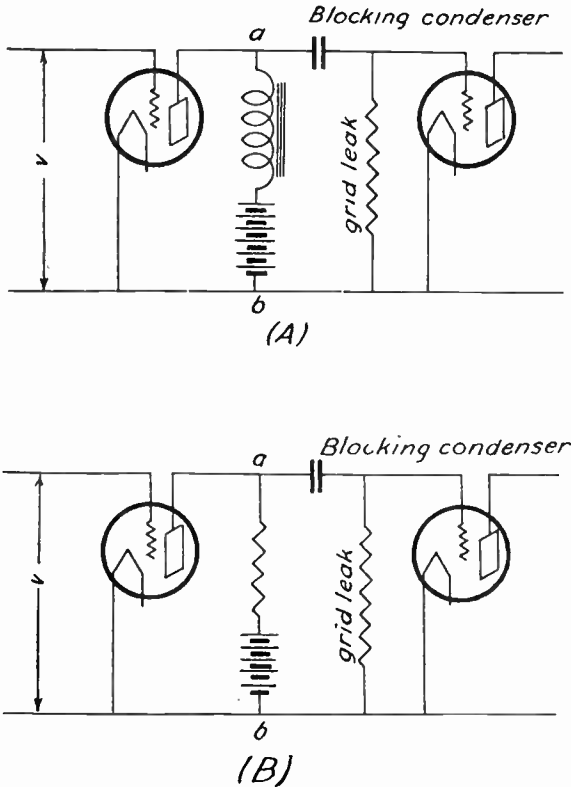 Blocking condenser
a
v
grid leak
b
(A)
Blocking condenser
a
v
grid leak
b
(B)